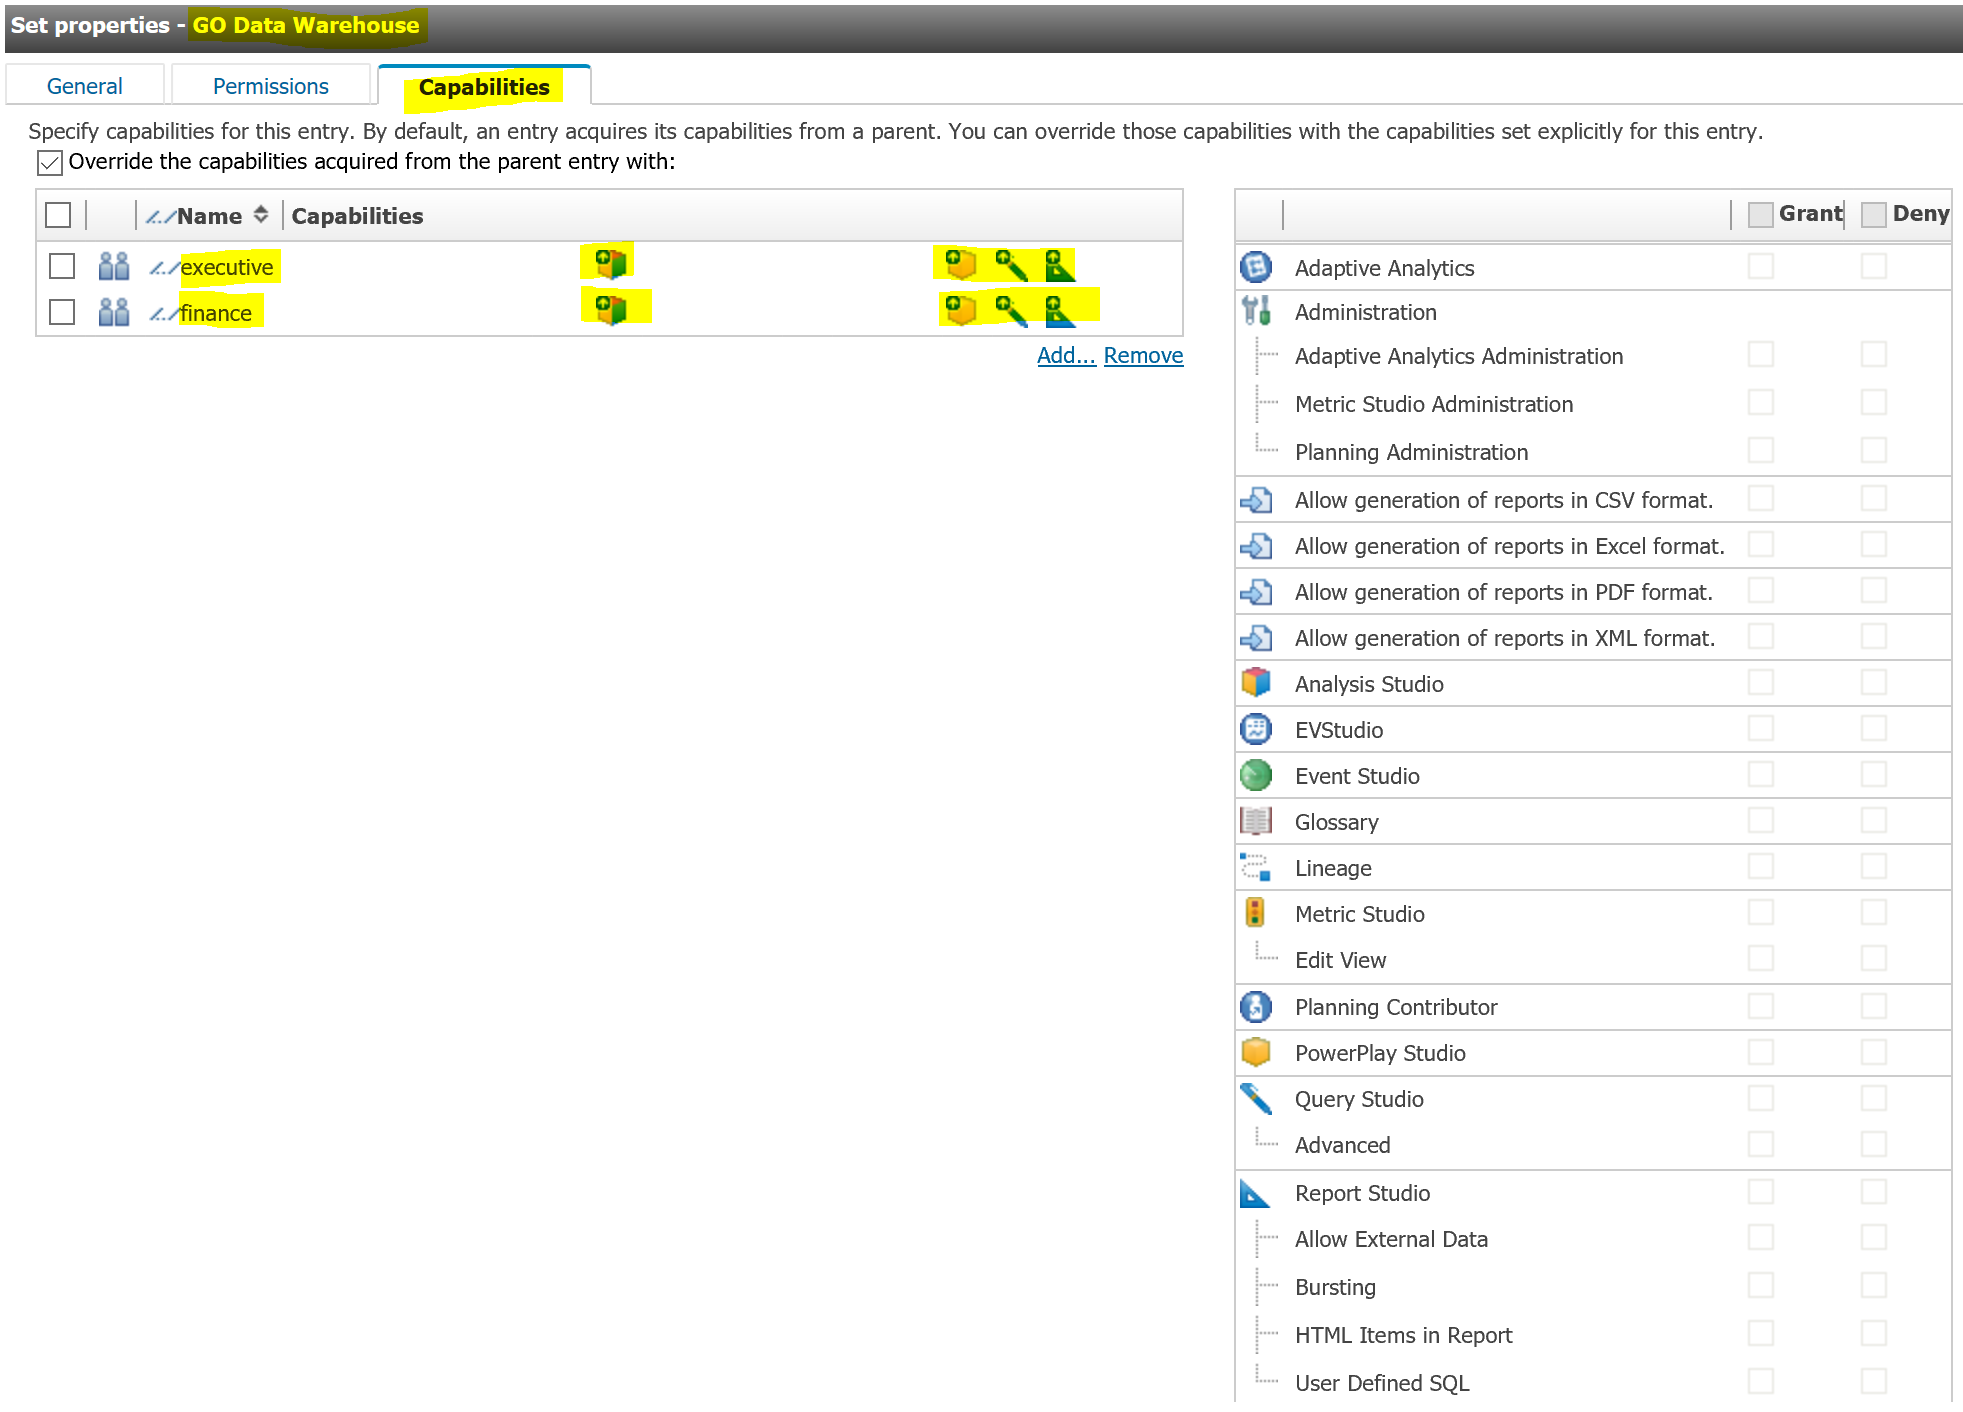 Set properties - GO Data Warehouse
General
Permissions
Capabilities
Specify capabilities for this entry. By default, an entry acquires its capabilities from a parent. You can override those capabilities with the capabilities set explicitly for this entry.
Override the capabilities acquired from the parent entry with:
Name
Capabilities
executive
finance
Add...
Remove
Grant
Deny
Adaptive Analytics
Administration
Adaptive Analytics Administration
Metric Studio Administration
Planning Administration
Allow generation of reports in CSV format.
Allow generation of reports in Excel format.
Allow generation of reports in PDF format.
Allow generation of reports in XML format.
Analysis Studio
EVStudio
Event Studio
Glossary
Lineage
Metric Studio
Edit View
Planning Contributor
PowerPlay Studio
Query Studio
Advanced
Report Studio
Allow External Data
Bursting
HTML Items in Report
User Defined SQL